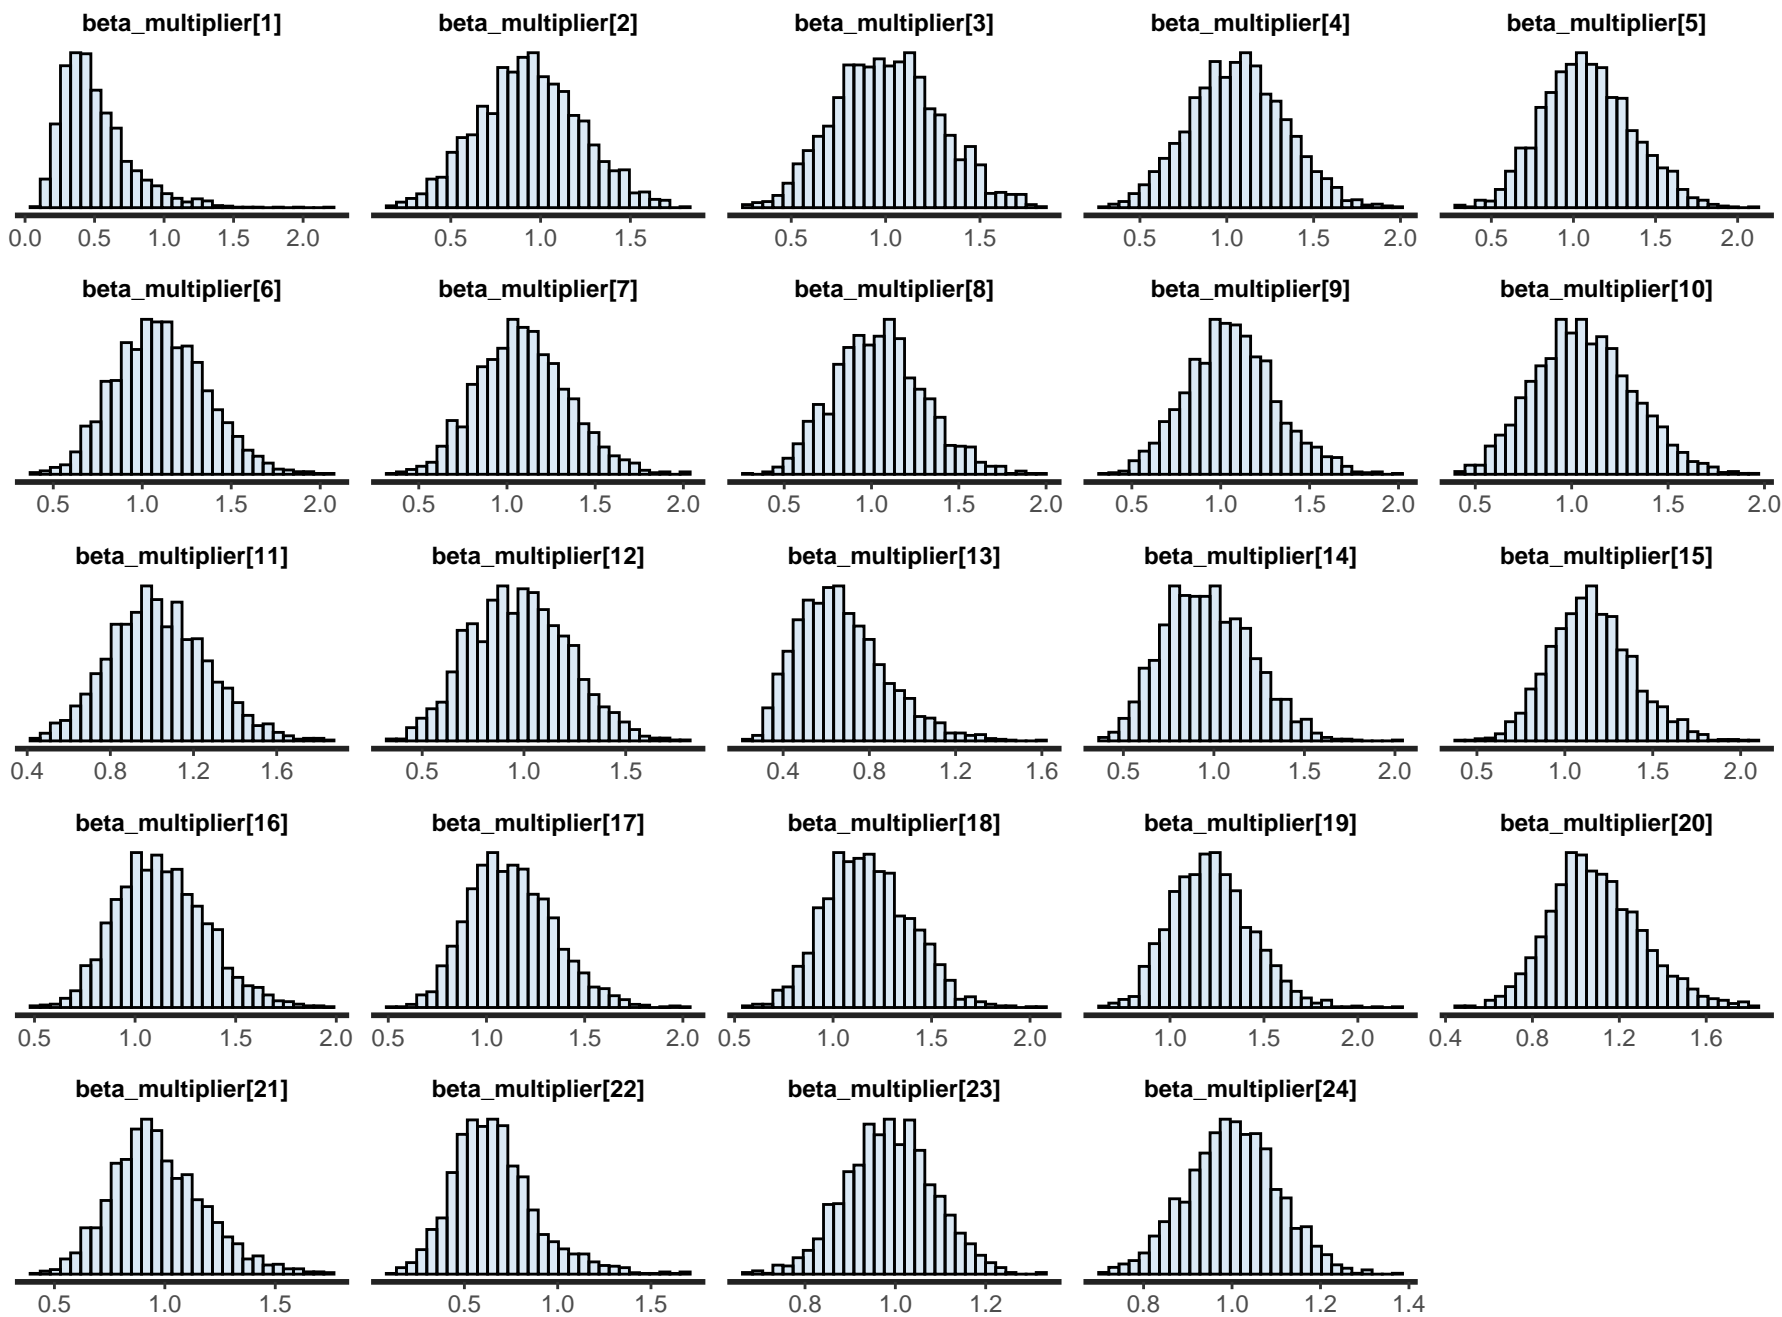 beta_multiplier[1] beta_multiplier[2] beta_multiplier[3] beta_multiplier[4] beta_multiplier[5]
0.0 0.5 1.0 1.5 2.0 0.5 1.0 1.5 0.5 1.0 1.5 0.5 1.0 1.5 2.0 0.5 1.0 1.5 2.0
beta_multiplier[6] beta_multiplier[7] beta_multiplier[8] beta_multiplier[9] beta_multiplier[10]
0.5 1.0 1.5 2.0 0.5 1.0 1.5 2.0 0.5 1.0 1.5 2.0 0.5 1.0 1.5 2.0 0.5 1.0 1.5 2.0
beta_multiplier[11] beta_multiplier[12] beta_multiplier[13] beta_multiplier[14] beta_multiplier[15]
0.4 0.8 1.2 1.6 0.5 1.0 1.5 0.4 0.8 1.2 1.6 0.5 1.0 1.5 2.0 0.5 1.0 1.5 2.0
beta_multiplier[16] beta_multiplier[17] beta_multiplier[18] beta_multiplier[19] beta_multiplier[20]
0.5 1.0 1.5 2.0 0.5 1.0 1.5 2.0 0.5 1.0 1.5 2.0 1.0 1.5 2.0 0.4 0.8 1.2 1.6
beta_multiplier[21] beta_multiplier[22] beta_multiplier[23] beta_multiplier[24]
0.5 1.0 1.5 0.5 1.0 1.5 0.8 1.0 1.2 0.8 1.0 1.2 1.4